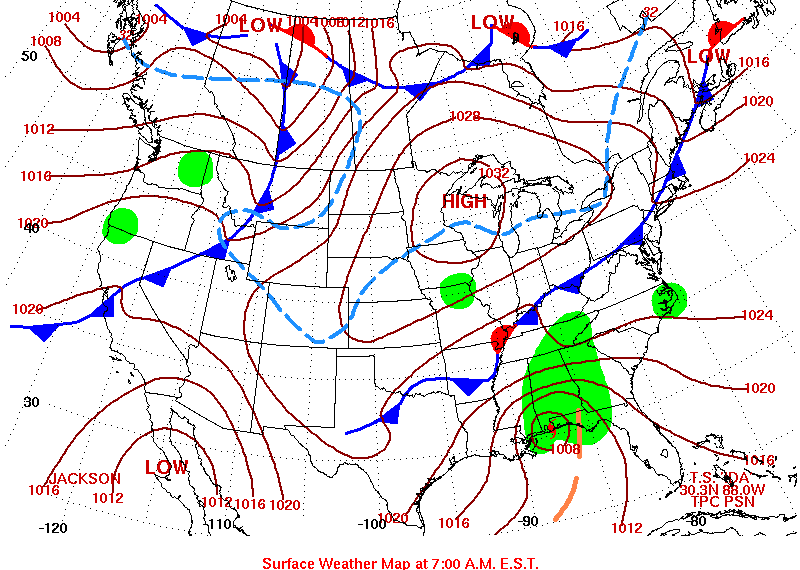 1004 1004 1004 LOW 1004 1008 1012 1016 LOW 1016 32
1008 32 LOW
50 1016
1020
1012 1028
1024
1016 1032
HIGH
1020
40
1020 1024
1020
30
1008 1016
LOW
JACKSON
1016 1012 1012 1016 1020 30.3N 88.0W
TPC PSN
-120 110 -100 1020 1016 -90 1012 80
Surface Weather Map at 7:00 A.M. E.S.T.